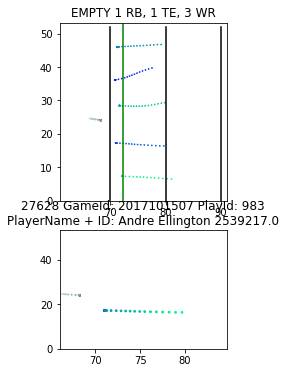 EMPTY 1 RB, 1 TE, 3 WR
50
40
30
20
10
0
70 80 90
27628 GameId: 2017101507 PlayId: 983
PlayerName + ID: Andre Ellington 2539217.0
40
20
0
70 75 80